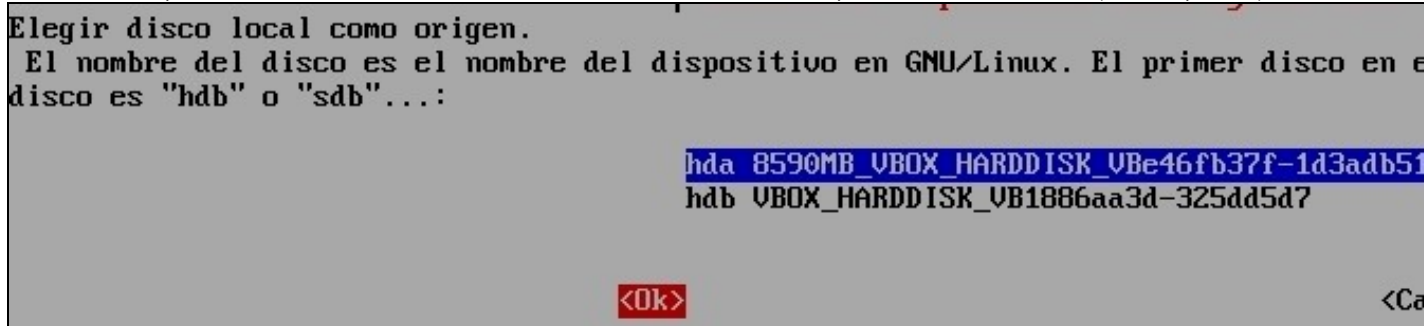 Elegir disco local como origen.
El nombre del disco es el nombre del dispositivo en GNU/Linux. El primer disco en e
disco es "hdb" o "sdb"...:
hda 8590MB_VBOX_HARDDISK_VBe46fb37f-1d3adb51
hdb VBOX_HARDDISK_VB1886aa3d-325dd5d7
<Ok> <Ca